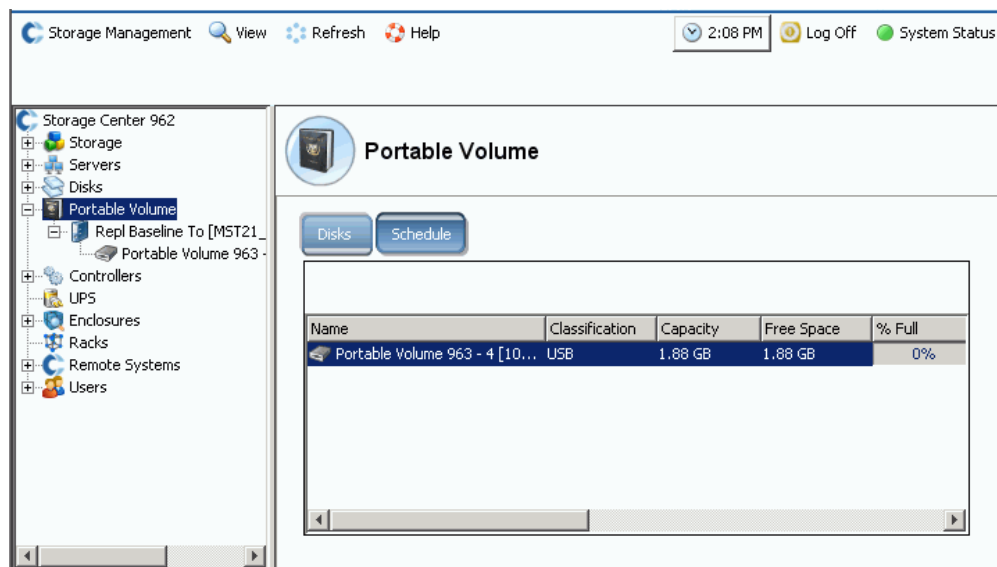 Storage Management View Refresh Help 2:08 PM Log Off System Status
Storage Center 962
Storage
Servers
Disks
Portable Volume
Repl Baseline To [MST21_
Portable Volume 963 -
Controllers
UPS
Enclosures
Racks
Remote Systems
Users
Portable Volume
Disks Schedule
Name Classification Capacity Free Space % Full
Portable Volume 963 - 4 [10... USB 1.88 GB 1.88 GB 0%